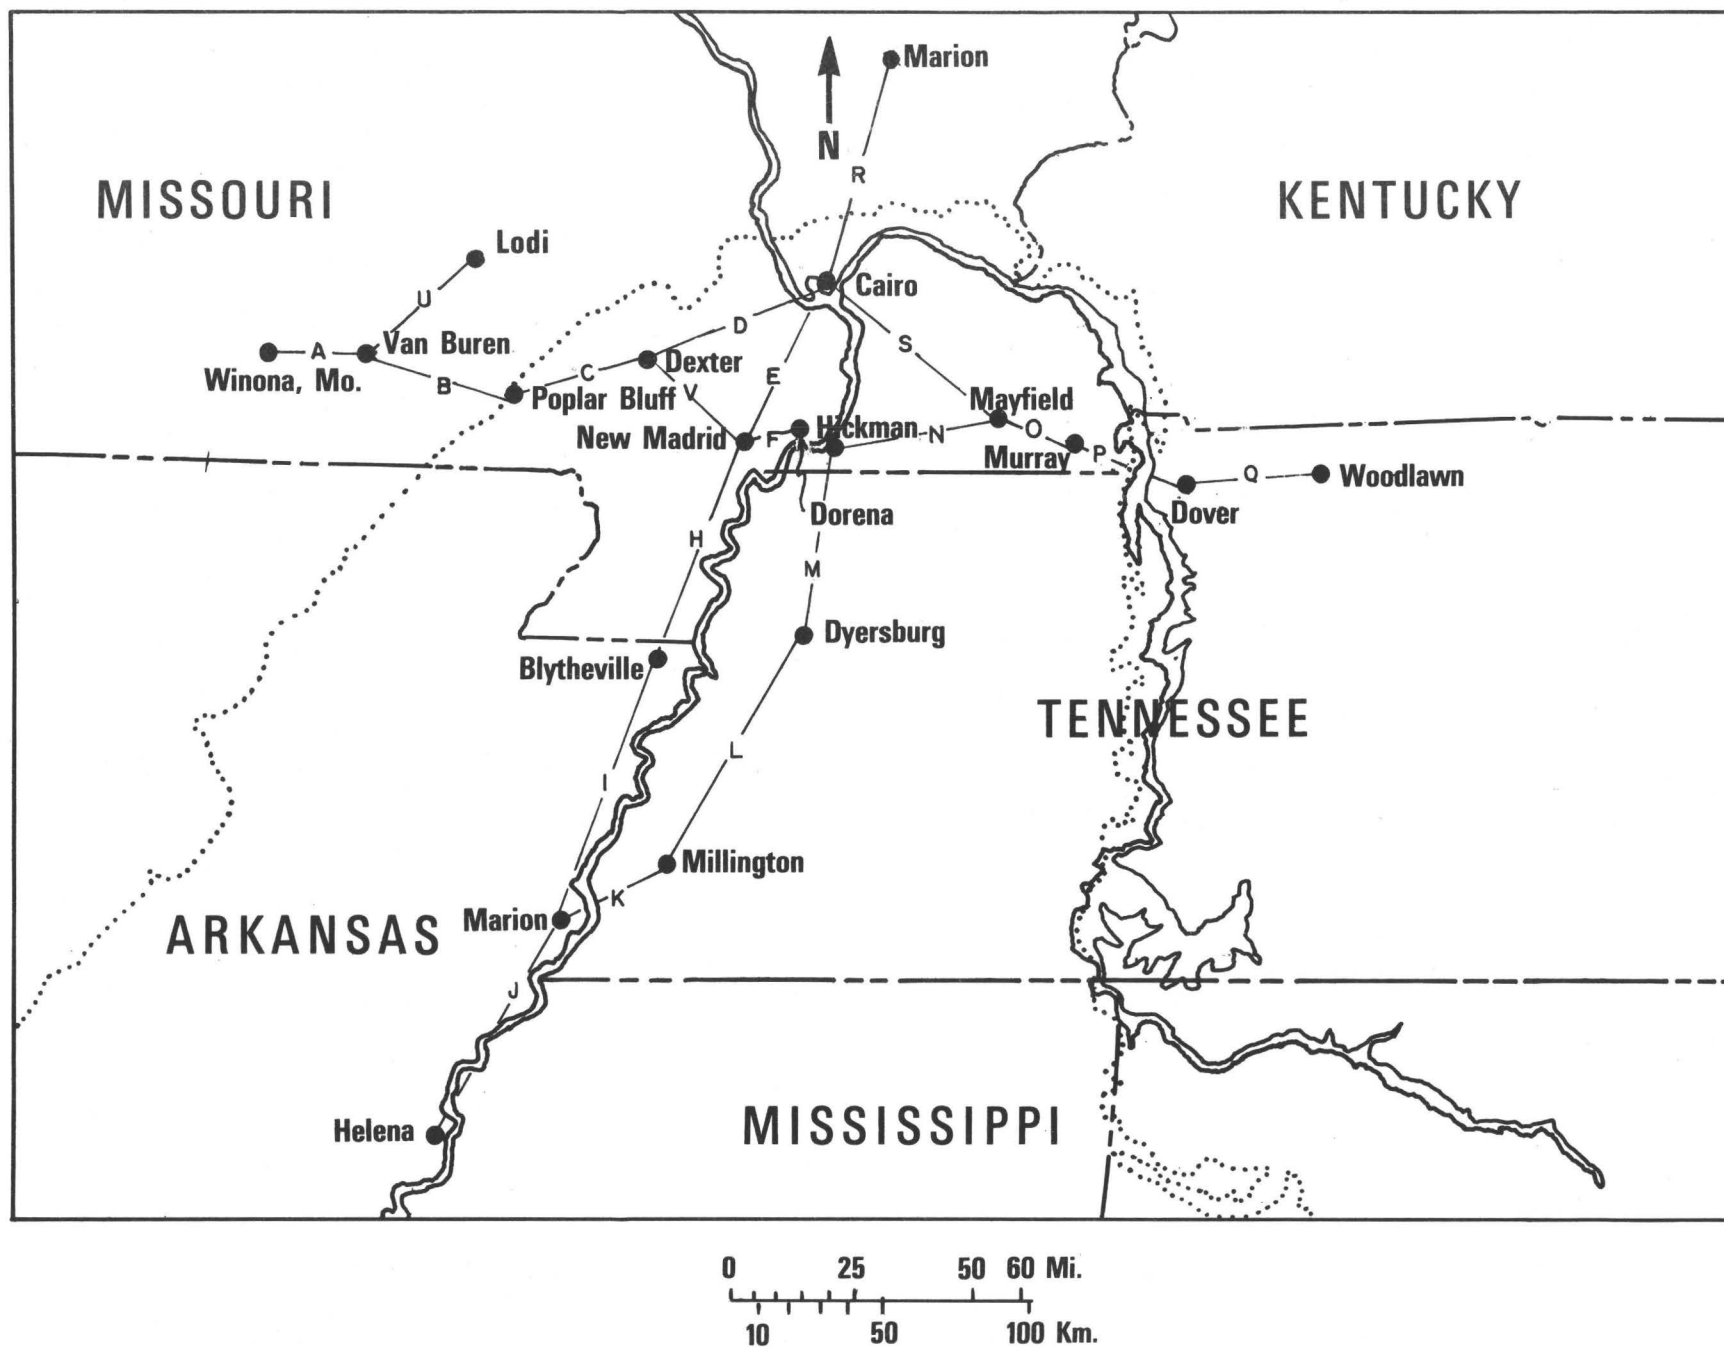 Marion
N
R
MISSOURI
KENTUCKY
Lodi
U
Cairo
D
S
A
Van Buren
Winona, Mo.
B
C
Dexter
E
V
Poplar Bluff
Mayfield
New Madrid
F
Hickman
N
O
Murray
P
Q
Woodlawn
Dorena
Dover
H
M
Dyersburg
Blytheville
TENNESSEE
L
I
Millington
K
Marion
ARKANSAS
J
Helena
MISSISSIPPI
0 25 50 60 Mi.
10 50 100 Km.